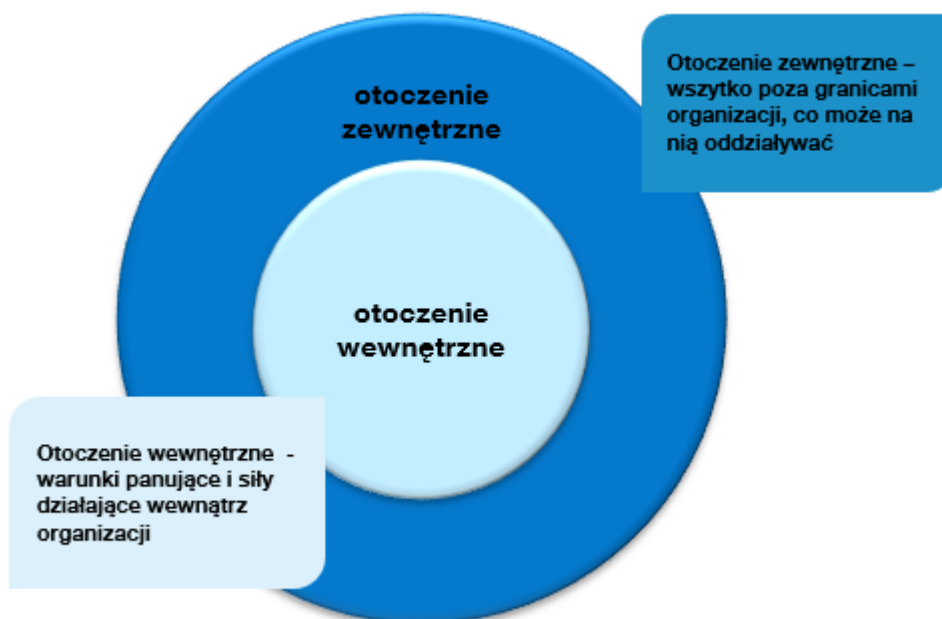 otoczenie
zewnętrzne
Otoczenie zewnętrzne –
wszytko poza granicami
organizacji, co może na
nią oddziaływać
otoczenie
wewnętrzne
Otoczenie wewnętrzne -
warunki panujące i siły
działające wewnątrz
organizacji